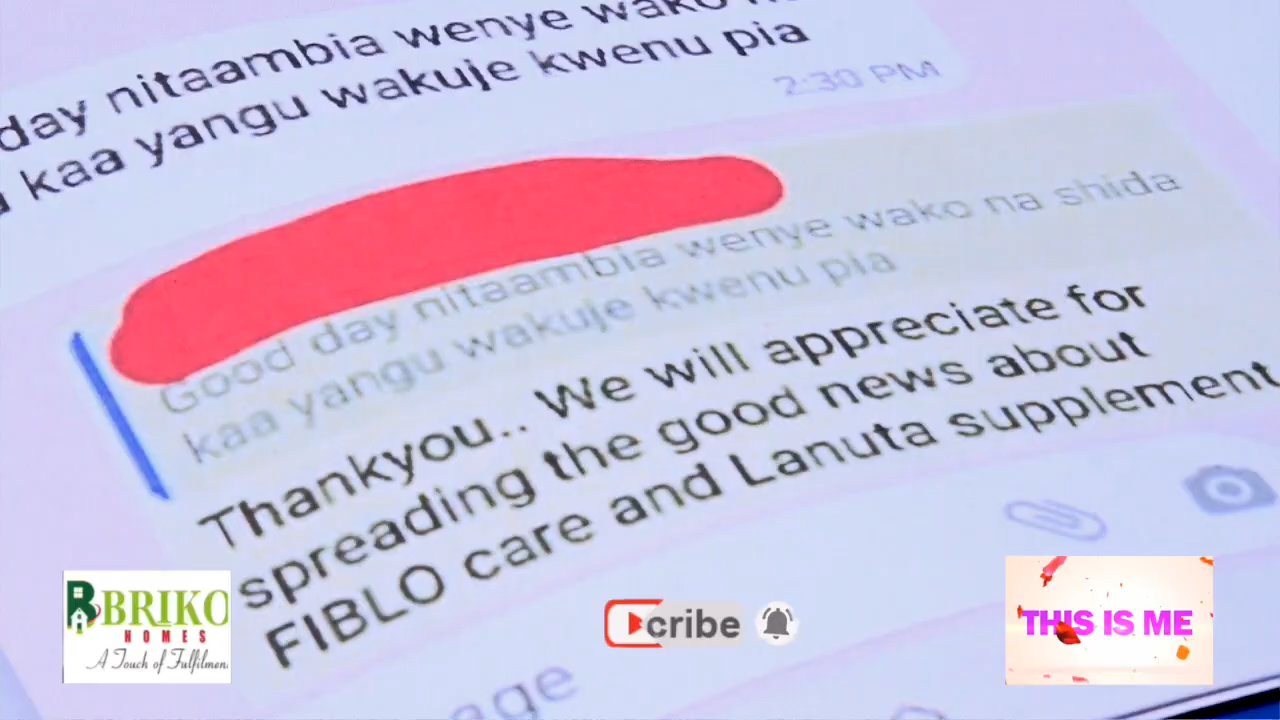 day nitaambia wenye wako
kaa yangu wakuje kwenu pia
2:30 PM
Good day nitaambia wenye wako na shida
kaa yangu wakuje kwenu pia
Thankyou.. We will appreciate for
spreading the good news about
FIBLO care and Lanuta supplement
BRIKO
HOMES
A Touch of Fulfilmen
cribe
THIS IS ME